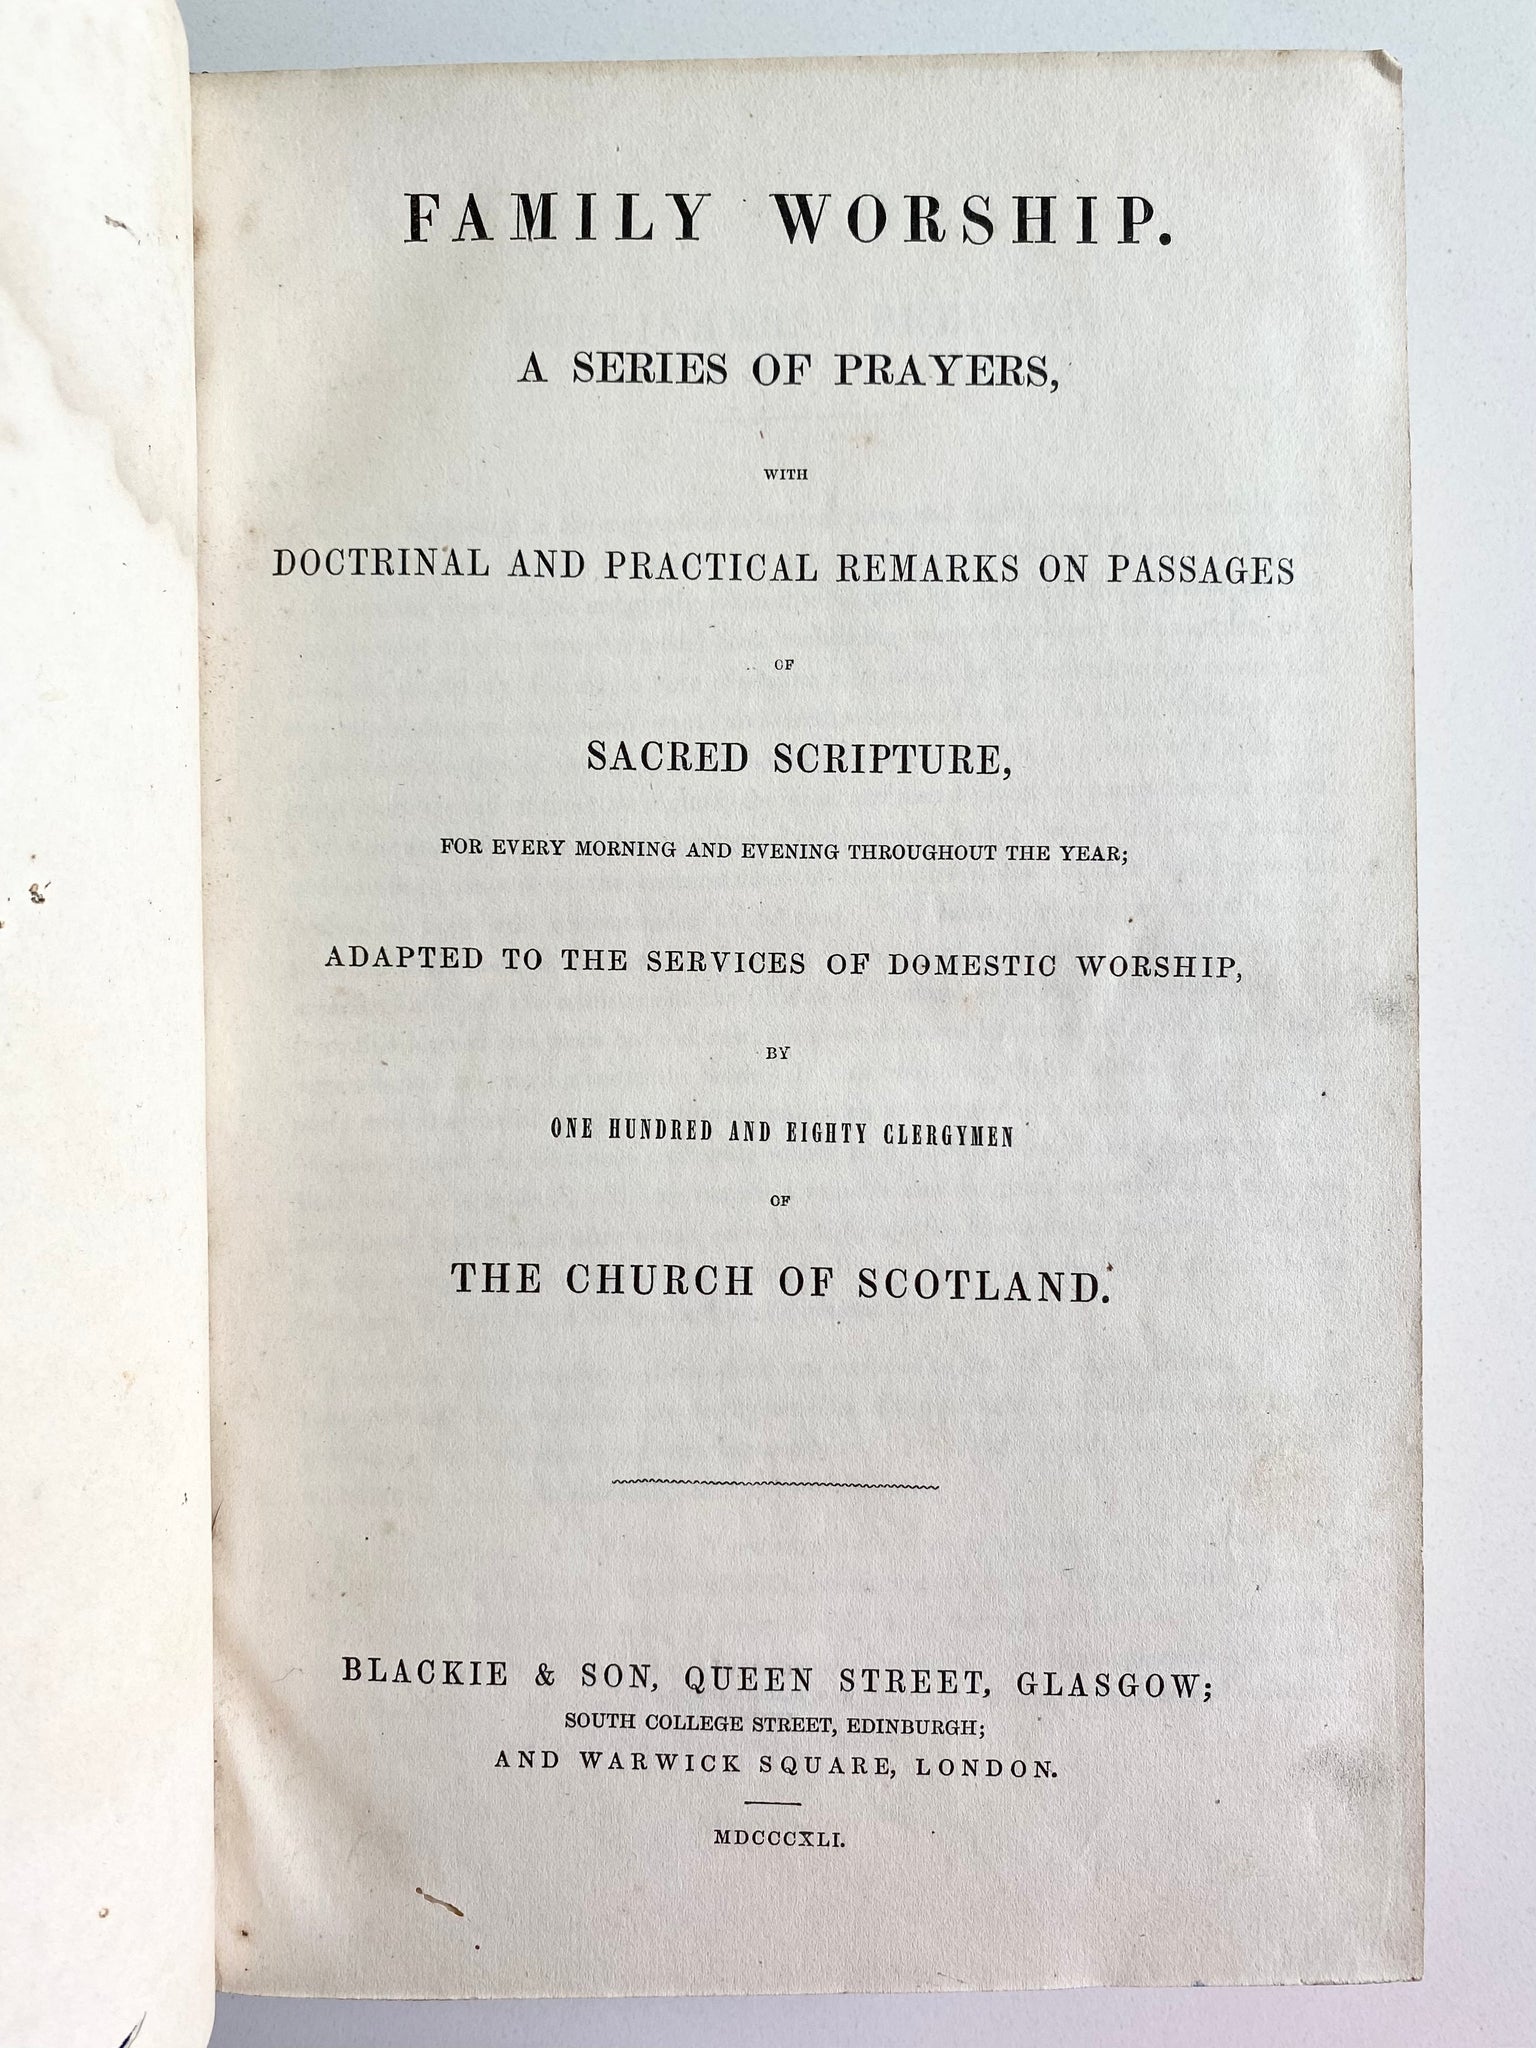 FAMILY WORSHIP.
A SERIES OF PRAYERS,
WITH
DOCTRINAL AND PRACTICAL REMARKS ON PASSAGES
OF
SACRED SCRIPTURE,
FOR EVERY MORNING AND EVENING THROUGHOUT THE YEAR;
ADAPTED TO THE SERVICES OF DOMESTIC WORSHIP,
BY
ONE HUNDRED AND EIGHTY CLERGYMEN
OF
THE CHURCH OF SCOTLAND.
BLACKIE & SON, QUEEN STREET, GLASGOW;
SOUTH COLLEGE STREET, EDINBURGH;
AND WARWICK SQUARE, LONDON.
MDCCCXLI.